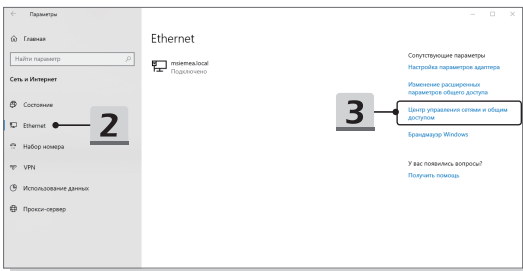 Параметры
Главная
Найти параметр
Сеть и Интернет
Состояние
Ethernet
2
Набор номера
VPN
Использование данных
Прокси-сервер
Ethernet
msiemea.local
Подключено
Сопутствующие параметры
Настройка параметров адаптера
Изменение расширенных
параметров общего доступа
3
Центр управления сетями и общим
доступом
Брандмауэр Windows
У вас появились вопросы?
Получить помощь